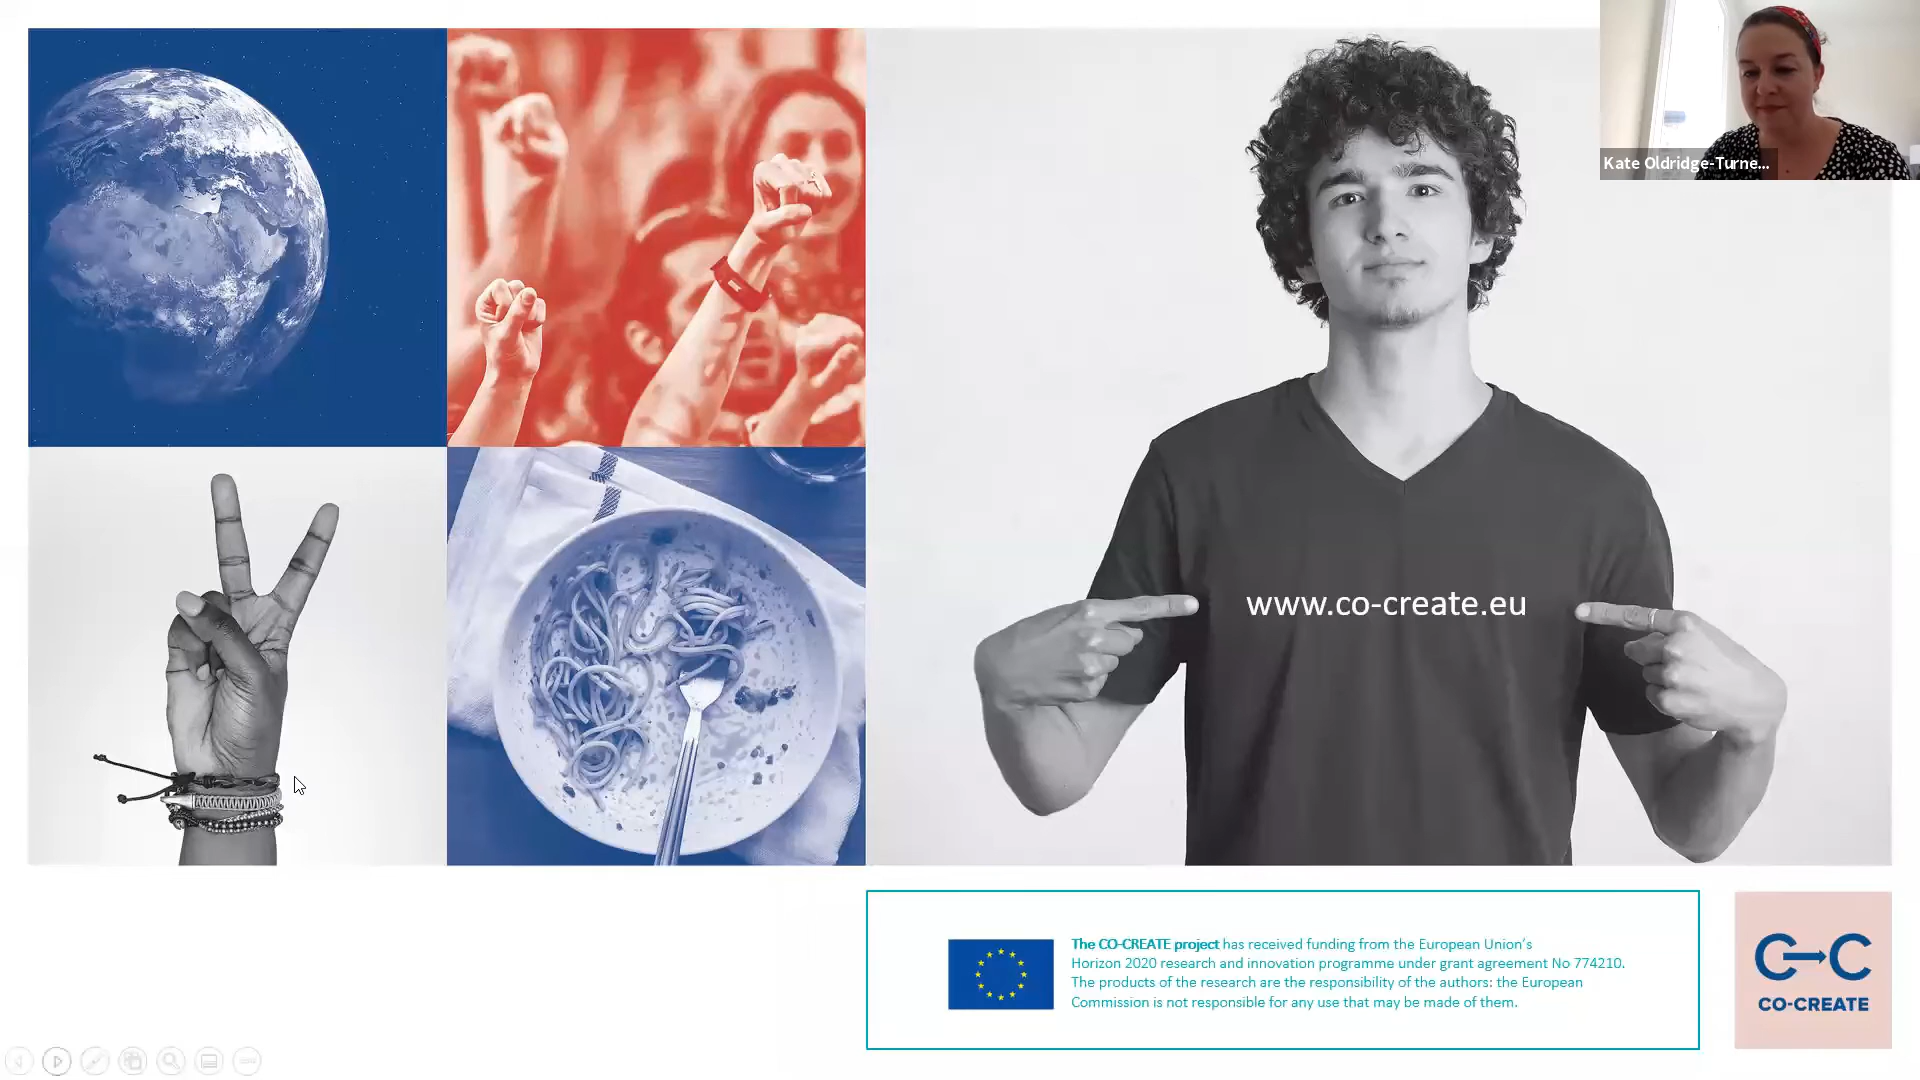 Kate Oldridge-Turne...
www.co-create.eu
The CO-CREATE project has received funding from the European Union's
Horizon 2020 research and innovation programme under grant agreement No 774210.
The products of the research are the responsibility of the authors: the European
Commission is not responsible for any use that may be made of them.
C C
CO-CREATE